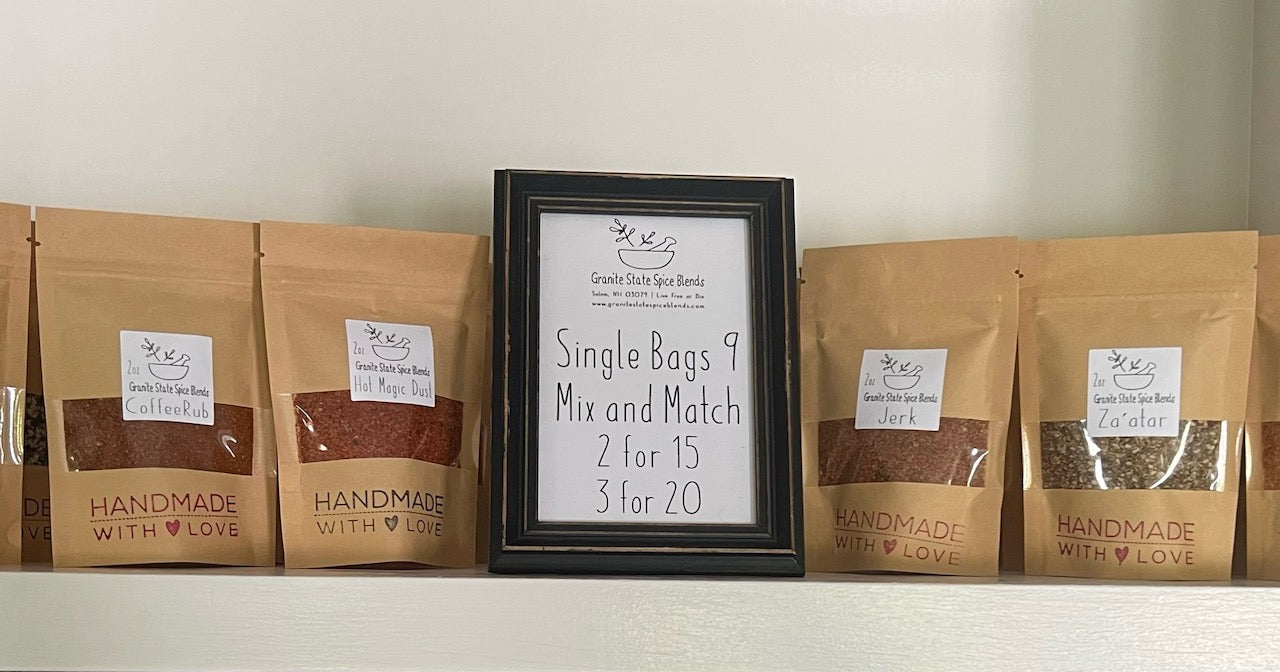 2oz
Granite State Spice Blends
CoffeeRub
HANDMADE
WITH LOVE
2oz
Granite State Spice Blends
Hot Magic Dust
HANDMADE
WITH LOVE
Granite State Spice Blends
Salem, NH 03079 | Live Free or Die
www.granitestatespiceblends.com
Single Bags 9
Mix and Match
2 for 15
3 for 20
2oz
Granite State Spice Blends
Jerk
HANDMADE
WITH LOVE
2oz
Granite State Spice Blends
Za'atar
HANDMADE
WITH LOVE